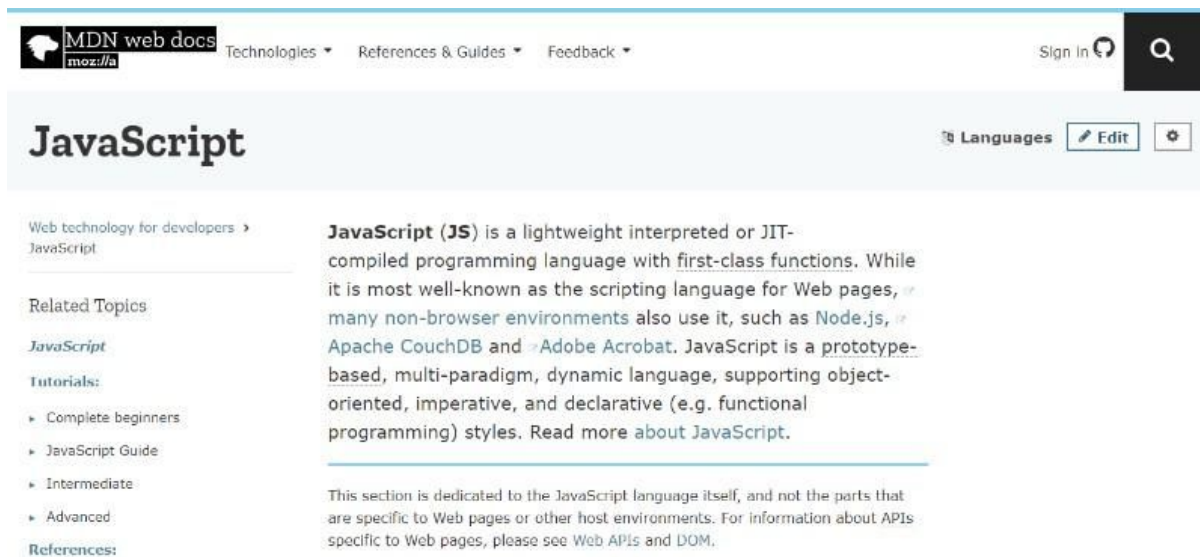 MDN web docs
moz://a
Technologies ▾ References & Guides ▾ Feedback ▾ Sign in
JavaScript
Languages Edit
Web technology for developers ›
JavaScript
Related Topics
JavaScript
Tutorials:
▸ Complete beginners
▸ JavaScript Guide
▸ Intermediate
▸ Advanced
References:
JavaScript (JS) is a lightweight interpreted or JIT-
compiled programming language with first-class functions. While
it is most well-known as the scripting language for Web pages,
many non-browser environments also use it, such as Node.js,
Apache CouchDB and Adobe Acrobat. JavaScript is a prototype-
based, multi-paradigm, dynamic language, supporting object-
oriented, imperative, and declarative (e.g. functional
programming) styles. Read more about JavaScript.
This section is dedicated to the JavaScript language itself, and not the parts that
are specific to Web pages or other host environments. For information about APIs
specific to Web pages, please see Web APIs and DOM.